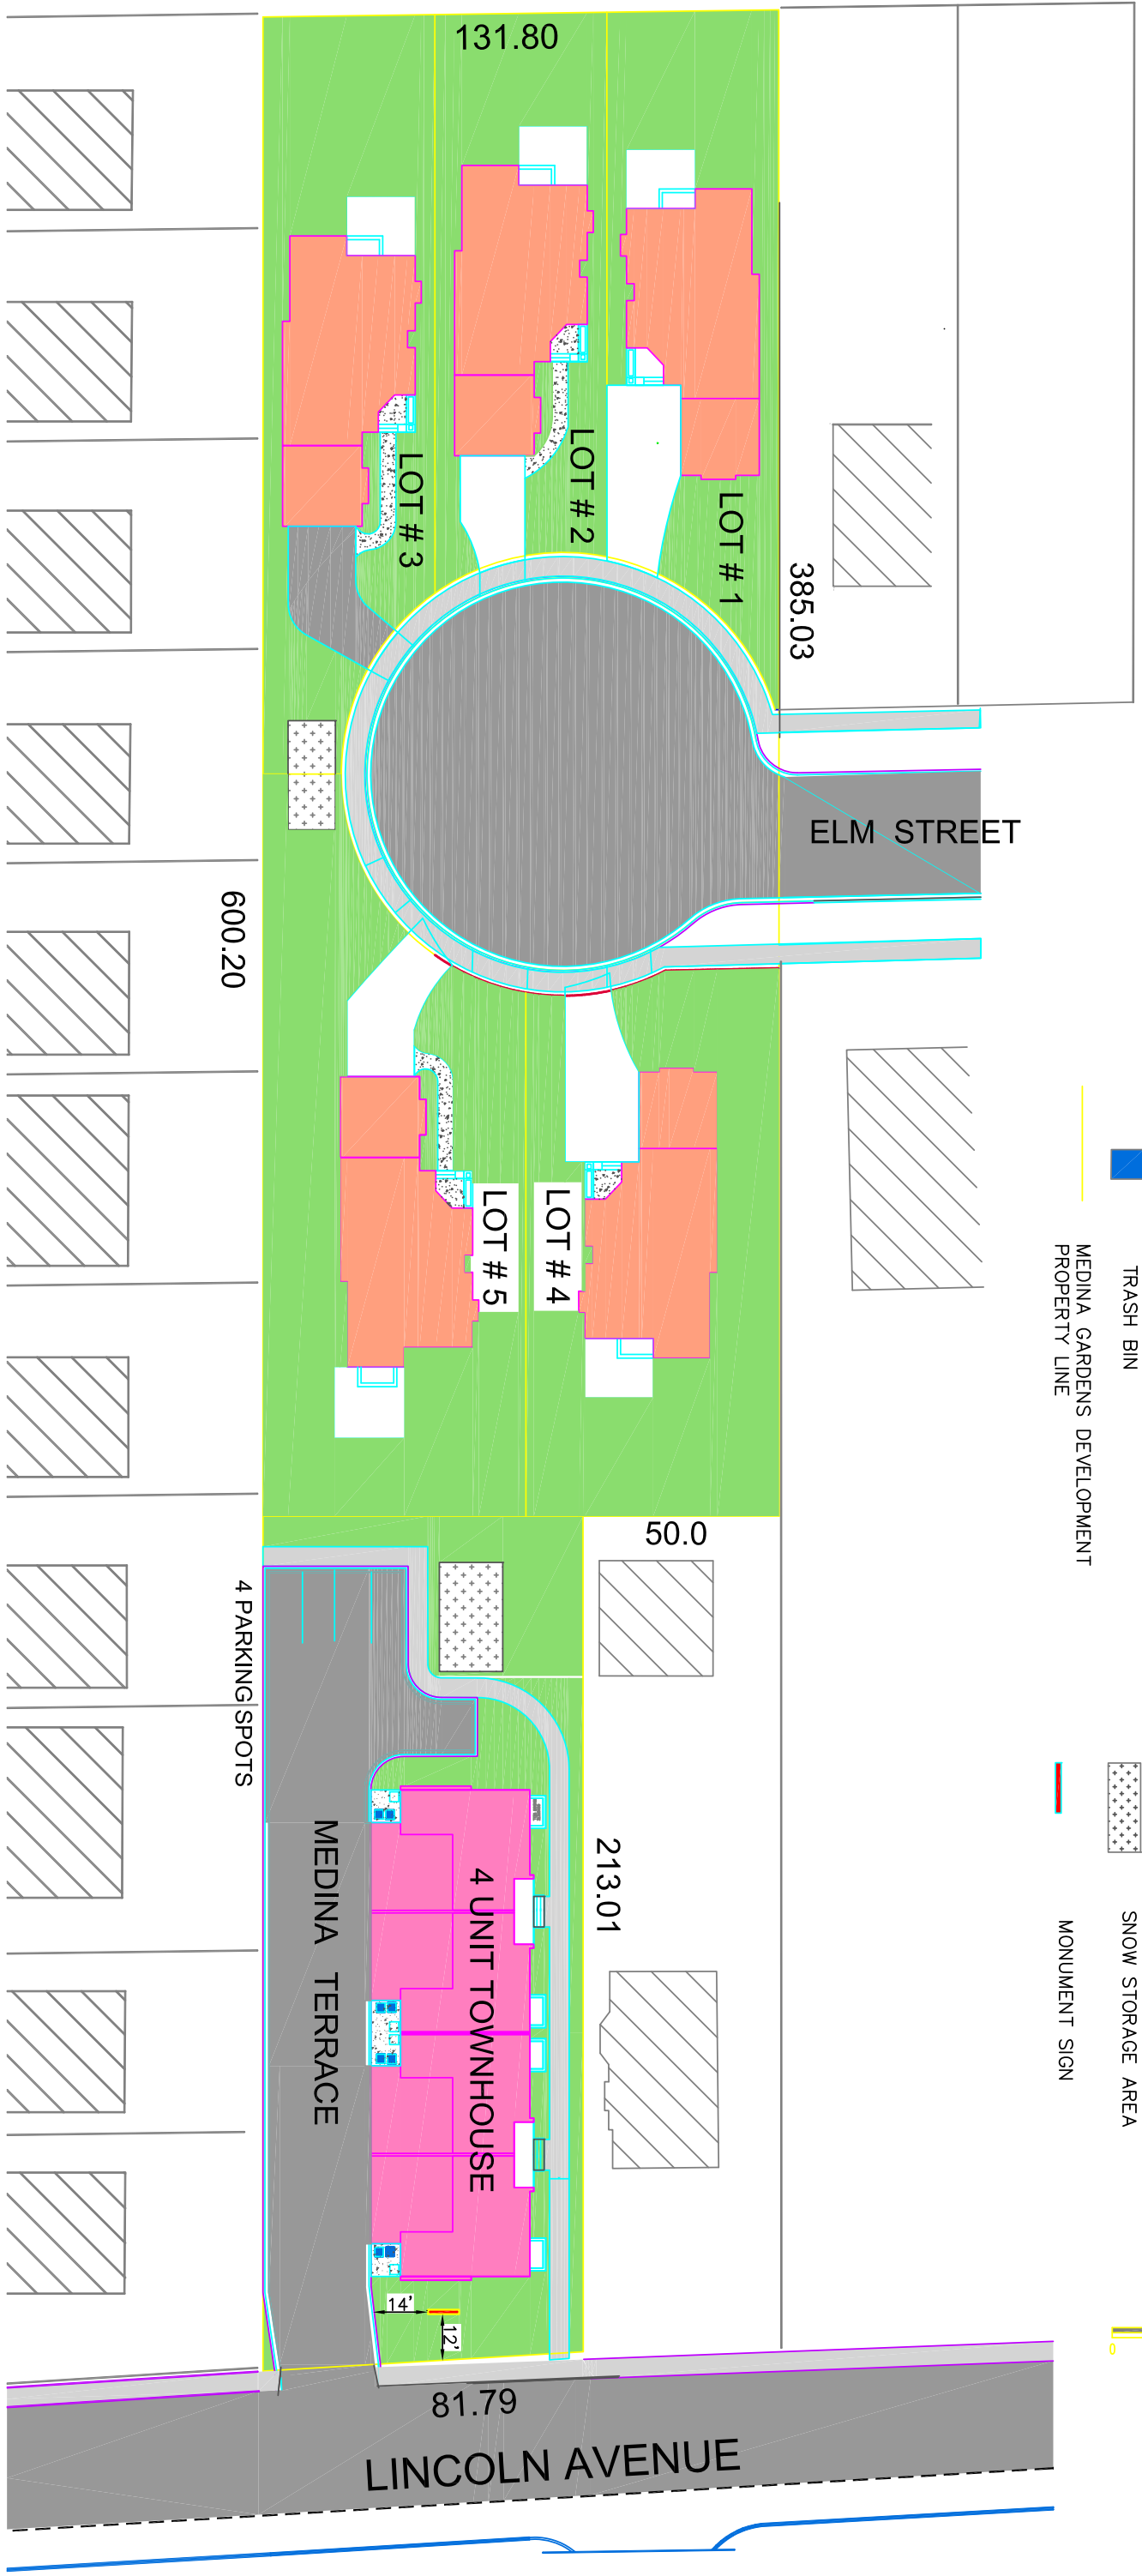 131.80
LOT # 1
LOT # 2
LOT # 3
385.03
ELM STREET
600.20
LOT # 4
LOT # 5
TRASH BIN
MEDINA GARDENS DEVELOPMENT
PROPERTY LINE
50.0
4 PARKING SPOTS
SNOW STORAGE AREA
MONUMENT SIGN
213.01
4 UNIT TOWNHOUSE
MEDINA TERRACE
14'
12'
0
81.79
LINCOLN AVENUE